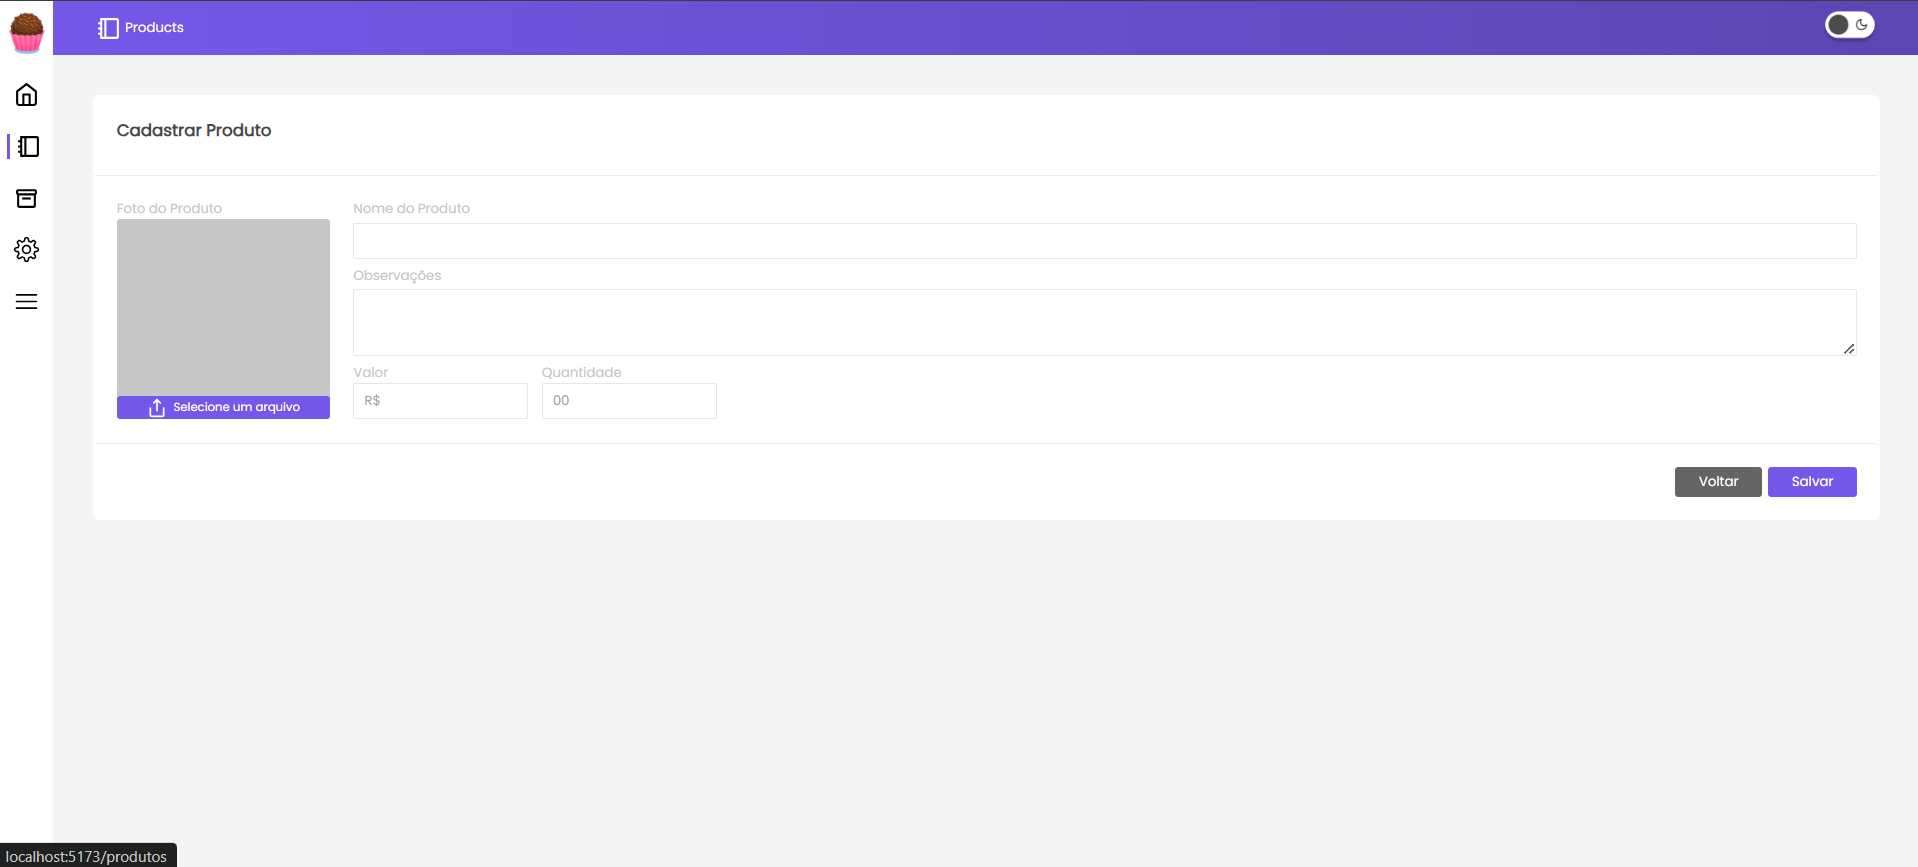 Products
Cadastrar Produto
Foto do Produto
Nome do Produto
Observações
Valor
Quantidade
R$
00
Selecione um arquivo
Voltar
Salvar
localhost:5173/produtos